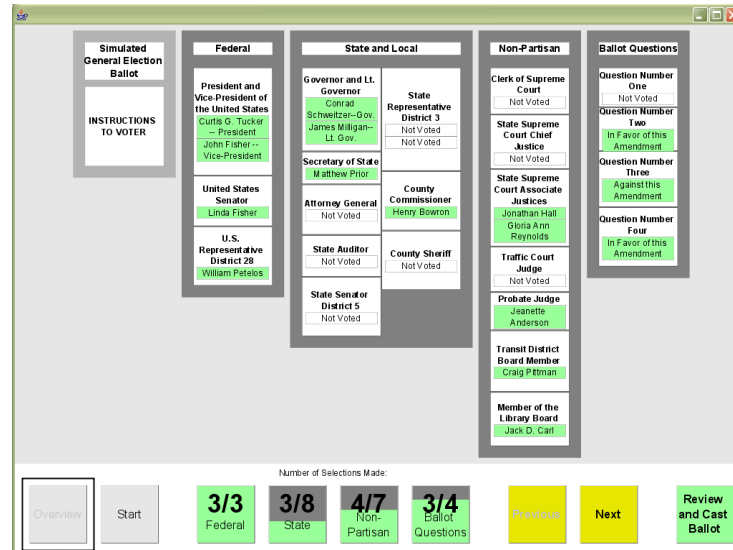 Simulated
General Election
Ballot
INSTRUCTIONS
TO VOTER
Federal
President and
Vice-President of
the United States
Curtis G. Tucker
-- President
John Fisher --
Vice-President
United States
Senator
Linda Fisher
U.S.
Representative
District 28
William Petelos
State and Local
Governor and Lt.
Governor
Conrad
Schweitzer--Gov.
James Milligan--
Lt. Gov.
Secretary of State
Matthew Prior
Attorney General
Not Voted
State Auditor
Not Voted
State Senator
District 5
Not Voted
State
Representative
District 3
Not Voted
Not Voted
County
Commissioner
Henry Bowron
County Sheriff
Not Voted
Non-Partisan
Clerk of Supreme
Court
Not Voted
State Supreme
Court Chief
Justice
Not Voted
State Supreme
Court Associate
Justices
Jonathan Hall
Gloria Ann
Reynolds
Traffic Court
Judge
Not Voted
Probate Judge
Jeanette
Anderson
Transit District
Board Member
Craig Pittman
Member of the
Library Board
Jack D. Carl
Ballot Questions
Question Number
One
Not Voted
Question Number
Two
In Favor of this
Amendment
Question Number
Three
Against this
Amendment
Question Number
Four
In Favor of this
Amendment
Number of Selections Made:
Overview
Start
3/3
Federal
3/8
State
4/7
Non-
Partisan
3/4
Ballot
Questions
Previous
Next
Review
and Cast
Ballot